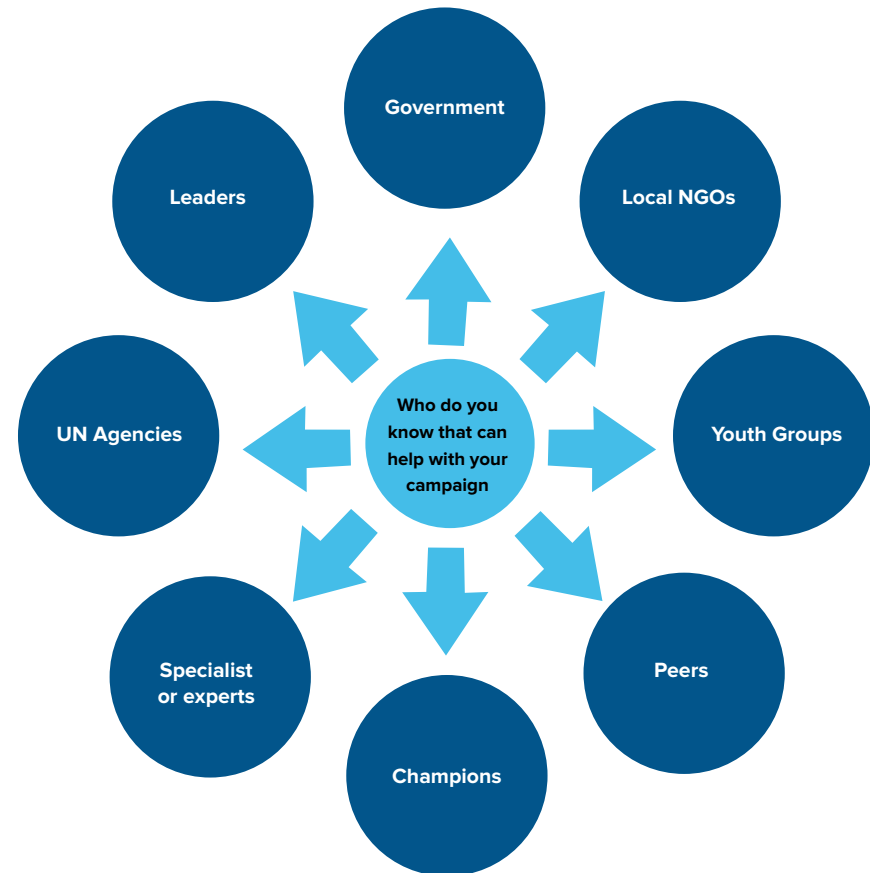 Government
Leaders
Local NGOs
UN Agencies
Who do you
know that can
help with your
campaign
Youth Groups
Specialist
or experts
Peers
Champions